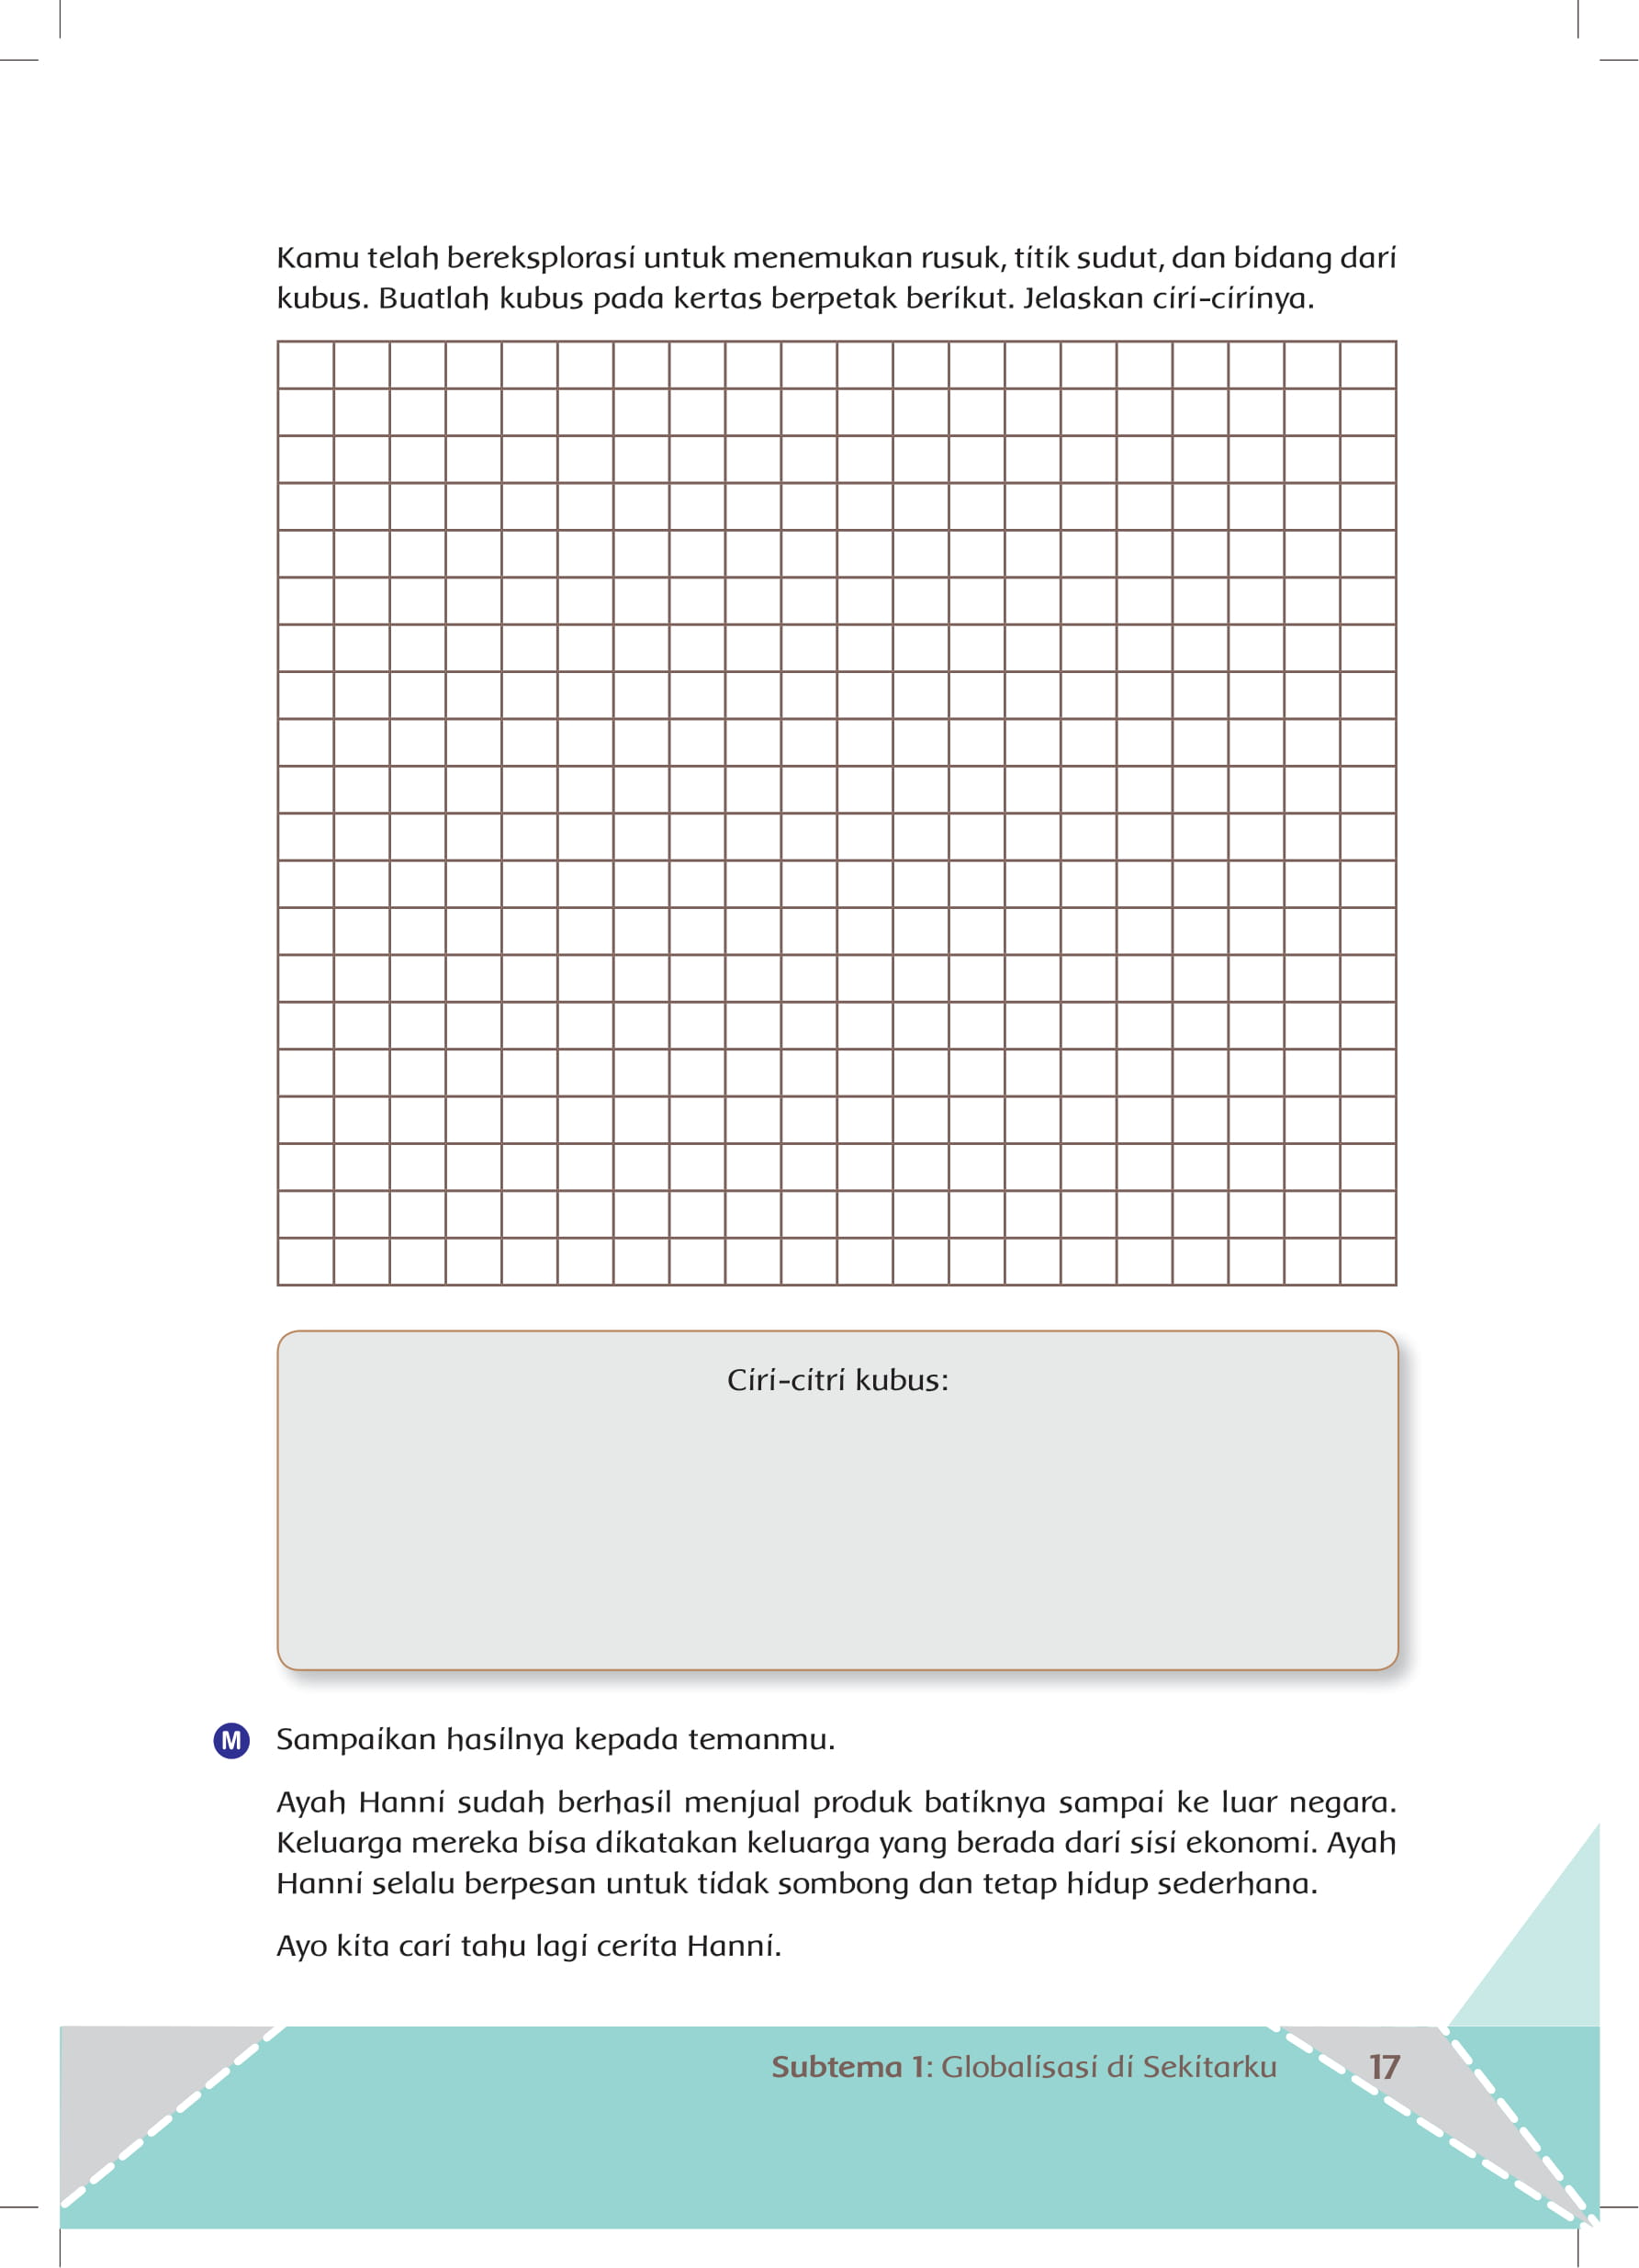 Kamu telah bereksplorasi untuk menemukan rusuk, titik sudut, dan bidang dari
kubus. Buatlah kubus pada kertas berpetak berikut. Jelaskan ciri-cirinya.
Ciri-citri kubus:
M Sampaikan hasilnya kepada temanmu.
Ayah Hanni sudah berhasil menjual produk batiknya sampai ke luar negara.
Keluarga mereka bisa dikatakan keluarga yang berada dari sisi ekonomi. Ayah
Hanni selalu berpesan untuk tidak sombong dan tetap hidup sederhana.
Ayo kita cari tahu lagi cerita Hanni.
Subtema 1: Globalisasi di Sekitarku 17